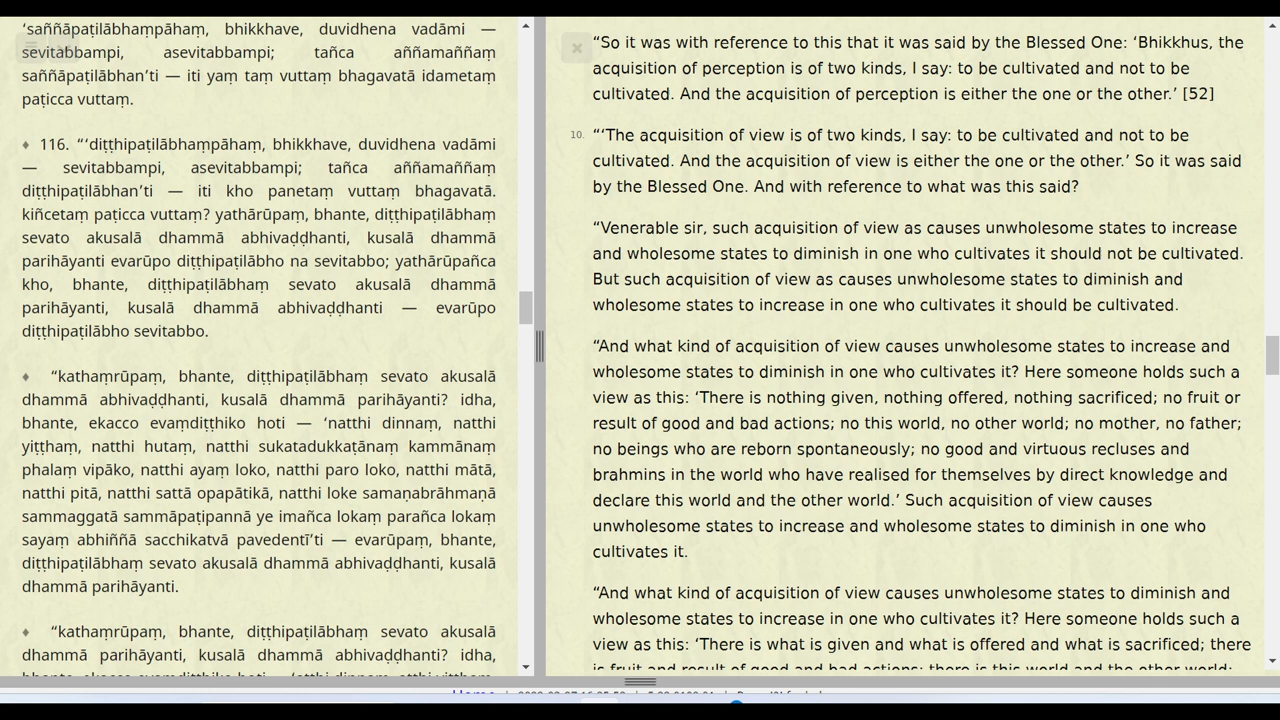 ‘saññāpaṭilābhaṃpāhaṃ, bhikkhave, duvidhena vadāmi —
sevitabbampi, asevitabbampi; tañca aññamaññaṃ
saññāpaṭilābhan’ti — iti yaṃ taṃ vuttaṃ bhagavatā idametaṃ
paṭicca vuttaṃ.
♦ 116. “‘diṭṭhipaṭilābhaṃpāhaṃ, bhikkhave, duvidhena vadāmi
— sevitabbampi, asevitabbampi; tañca aññamaññaṃ
diṭṭhipaṭilābhan’ti — iti kho panetaṃ vuttaṃ bhagavatā.
kiñcetaṃ paṭicca vuttaṃ? yathārūpaṃ, bhante, diṭṭhipaṭilābhaṃ
sevato akusalā dhammā abhivaḍḍhanti, kusalā dhammā
parihāyanti evarūpo diṭṭhipaṭilābho na sevitabbo; yathārūpañca
kho, bhante, diṭṭhipaṭilābhaṃ sevato akusalā dhammā
parihāyanti, kusalā dhammā abhivaḍḍhanti — evarūpo
diṭṭhipaṭilābho sevitabbo.
♦ “kathaṃrūpaṃ, bhante, diṭṭhipaṭilābhaṃ sevato akusalā
dhammā abhivaḍḍhanti, kusalā dhammā parihāyanti? idha,
bhante, ekacco evaṃdiṭṭhiko hoti — ‘natthi dinnaṃ, natthi
yiṭṭhaṃ, natthi hutaṃ, natthi sukatadukkaṭānaṃ kammānaṃ
phalaṃ vipāko, natthi ayaṃ loko, natthi paro loko, natthi mātā,
natthi pitā, natthi sattā opapātikā, natthi loke samaṇabrāhmaṇā
sammaggatā sammāpaṭipannā ye imañca lokaṃ parañca lokaṃ
sayaṃ abhiññā sacchikatvā pavedentī’ti — evarūpaṃ, bhante,
diṭṭhipaṭilābhaṃ sevato akusalā dhammā abhivaḍḍhanti, kusalā
dhammā parihāyanti.
♦ “kathaṃrūpaṃ, bhante, diṭṭhipaṭilābhaṃ sevato akusalā
dhammā parihāyanti, kusalā dhammā abhivaḍḍhanti? idha,
“So it was with reference to this that it was said by the Blessed One: ‘Bhikkhus, the
acquisition of perception is of two kinds, I say: to be cultivated and not to be
cultivated. And the acquisition of perception is either the one or the other.’ [52]
10. “‘The acquisition of view is of two kinds, I say: to be cultivated and not to be
cultivated. And the acquisition of view is either the one or the other.’ So it was said
by the Blessed One. And with reference to what was this said?
“Venerable sir, such acquisition of view as causes unwholesome states to increase
and wholesome states to diminish in one who cultivates it should not be cultivated.
But such acquisition of view as causes unwholesome states to diminish and
wholesome states to increase in one who cultivates it should be cultivated.
“And what kind of acquisition of view causes unwholesome states to increase and
wholesome states to diminish in one who cultivates it? Here someone holds such a
view as this: ‘There is nothing given, nothing offered, nothing sacrificed; no fruit or
result of good and bad actions; no this world, no other world; no mother, no father;
no beings who are reborn spontaneously; no good and virtuous recluses and
brahmins in the world who have realised for themselves by direct knowledge and
declare this world and the other world.’ Such acquisition of view causes
unwholesome states to increase and wholesome states to diminish in one who
cultivates it.
“And what kind of acquisition of view causes unwholesome states to diminish and
wholesome states to increase in one who cultivates it? Here someone holds such a
view as this: ‘There is what is given and what is offered and what is sacrificed; there
is fruit and result of good and bad actions; there is this world and the other world;